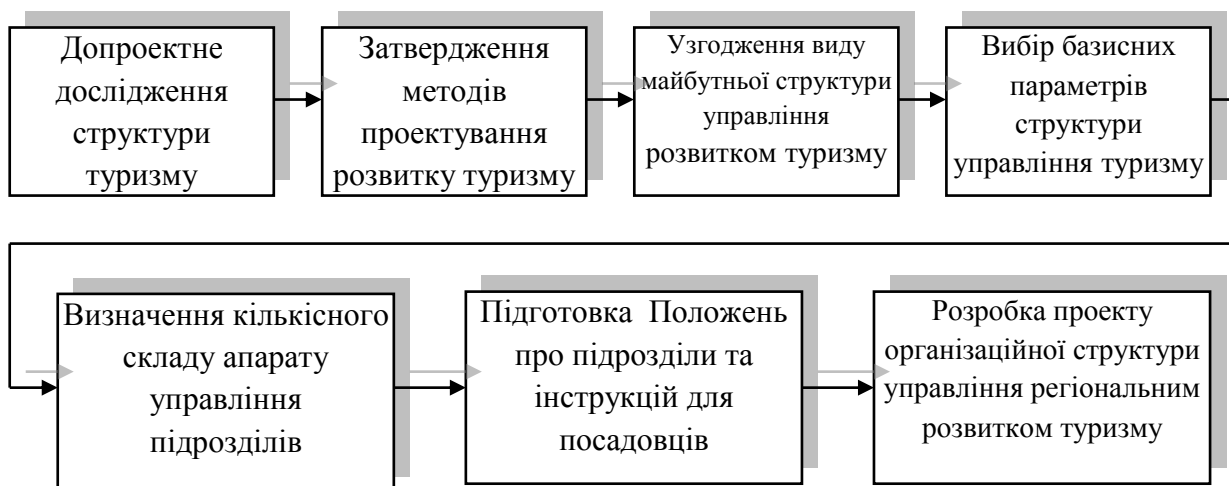 Допроектне
дослідження
структури
туризму
Затвердження
методів
проектування
розвитку туризму
Узгодження виду
майбутньої структури
управління
розвитком туризму
Вибір базисних
параметрів
структури
управління туризму
Визначення кількісного
складу апарату
управління
підрозділів
Підготовка Положень
про підрозділи та
інструкцій для
посадовців
Розробка проекту
організаційної структури
управління регіональним
розвитком туризму